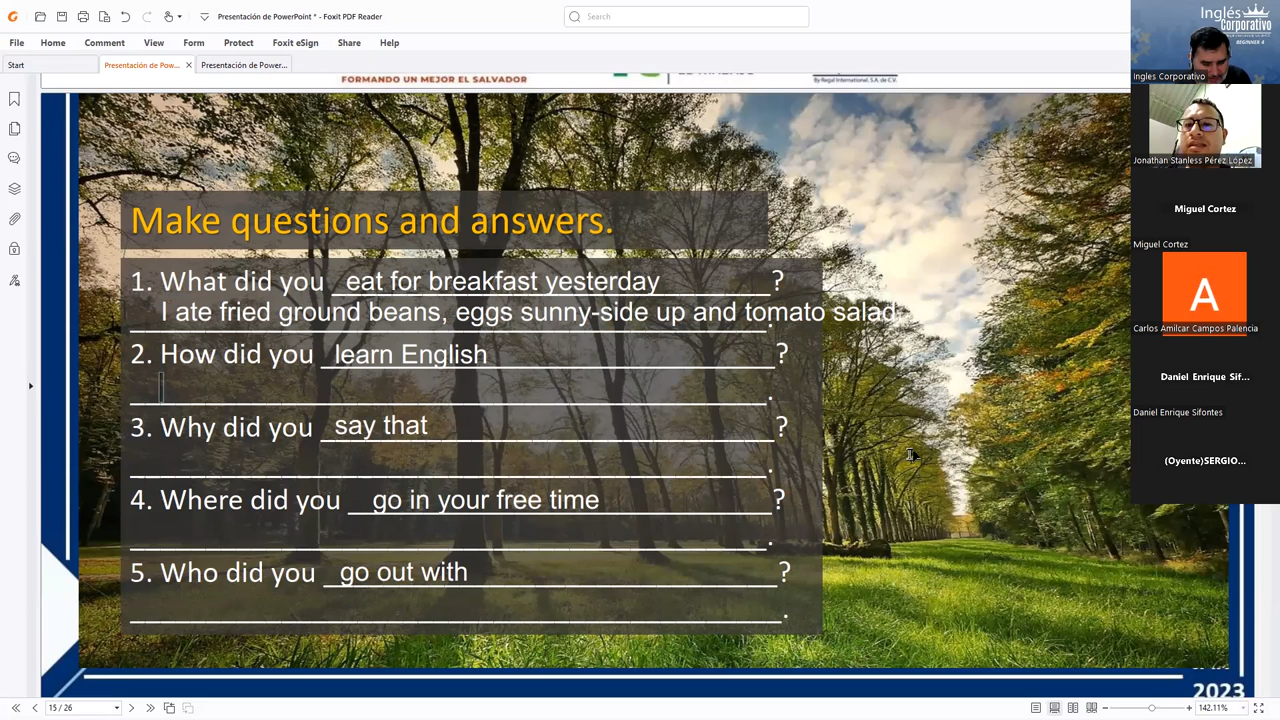 Presentación de PowerPoint * - Foxit PDF Reader
Search
File Home Comment View Form Protect Foxit eSign Share Help
Start
Presentación de Pow...
Presentación de Power...
FORMANDO UN MEJOR EL SALVADOR
By Regal International, S.A. de C.V.
Make questions and answers.
1. What did you eat for breakfast yesterday ?
I ate fried ground beans, eggs sunny-side up and tomato salad.
2. How did you learn English ?
3. Why did you say that ?
4. Where did you go in your free time ?
5. Who did you go out with ?
2023
15 / 26
142.11%
Inglés
Corporativo
BEGINNER 4
Ingles Corporativo
Jonathan Stanless Pérez López
Miguel Cortez
Miguel Cortez
A
Carlos Amilcar Campos Palencia
Daniel Enrique Sif...
Daniel Enrique Sifontes
(Oyente)SERGIO...